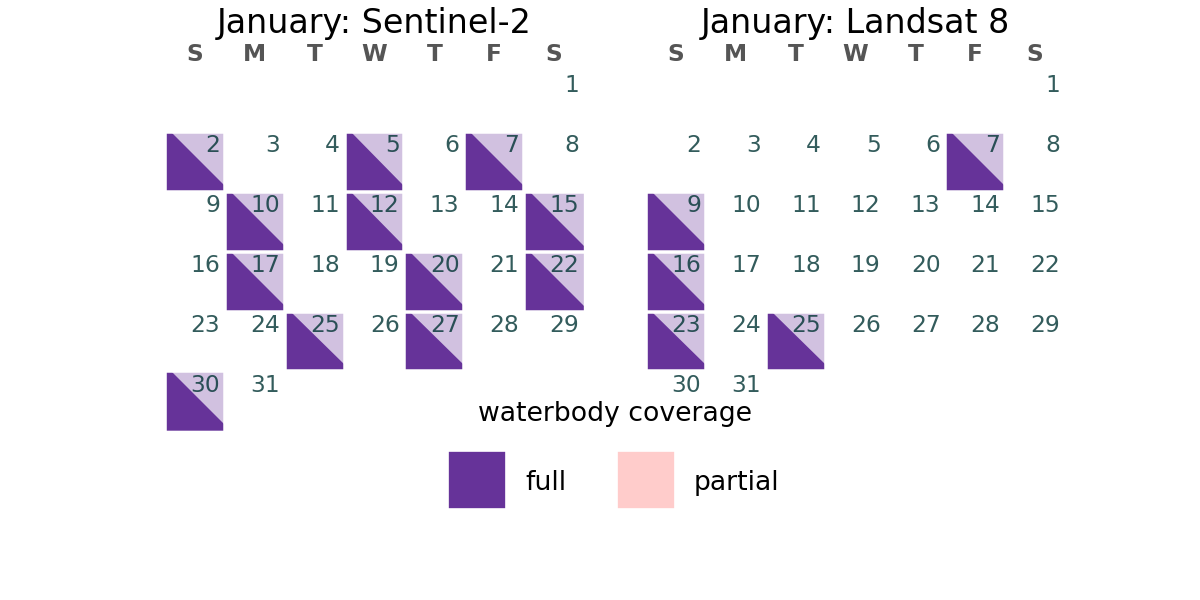 January: Sentinel-2
S M T W T F S
1
2 3 4 5 6 7 8
9 10 11 12 13 14 15
16 17 18 19 20 21 22
23 24 25 26 27 28 29
30 31
January: Landsat 8
S M T W T F S
1
2 3 4 5 6 7 8
9 10 11 12 13 14 15
16 17 18 19 20 21 22
23 24 25 26 27 28 29
30 31
waterbody coverage
full partial